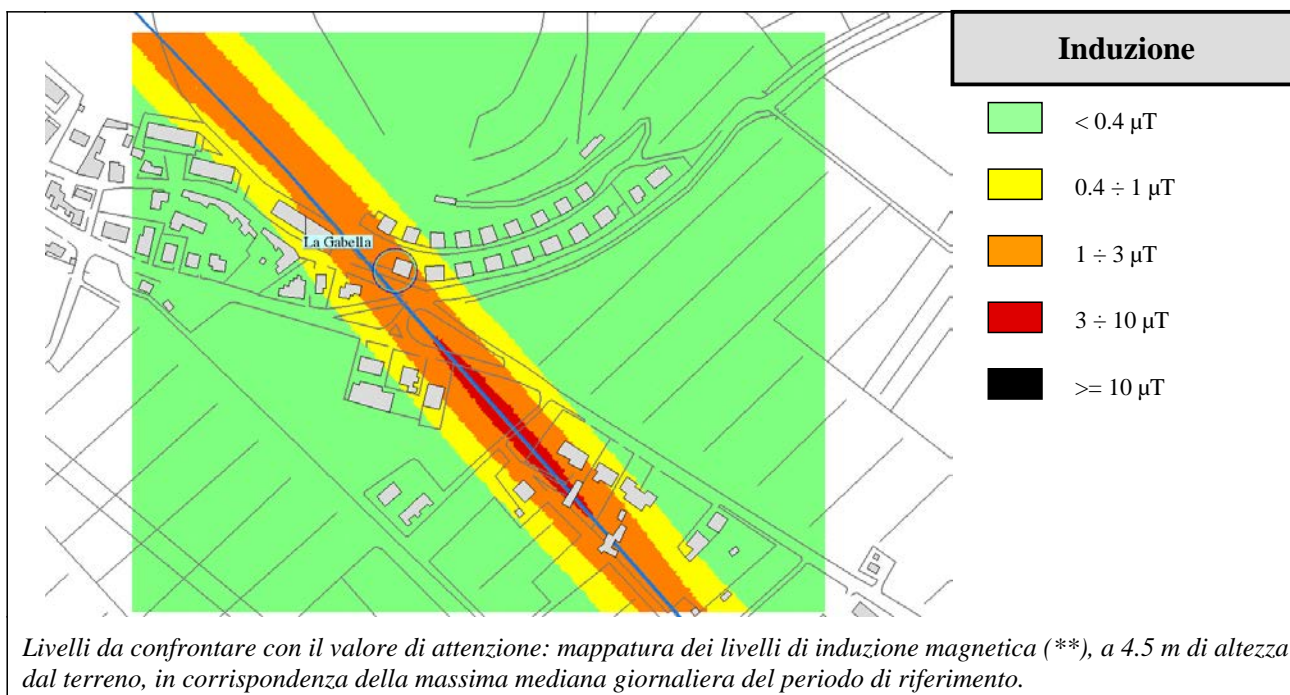 Induzione
< 0.4 µT
0.4 ÷ 1 µT
1 ÷ 3 µT
3 ÷ 10 µT
>= 10 µT
La Gabella
Livelli da confrontare con il valore di attenzione: mappatura dei livelli di induzione magnetica (**), a 4.5 m di altezza
dal terreno, in corrispondenza della massima mediana giornaliera del periodo di riferimento.